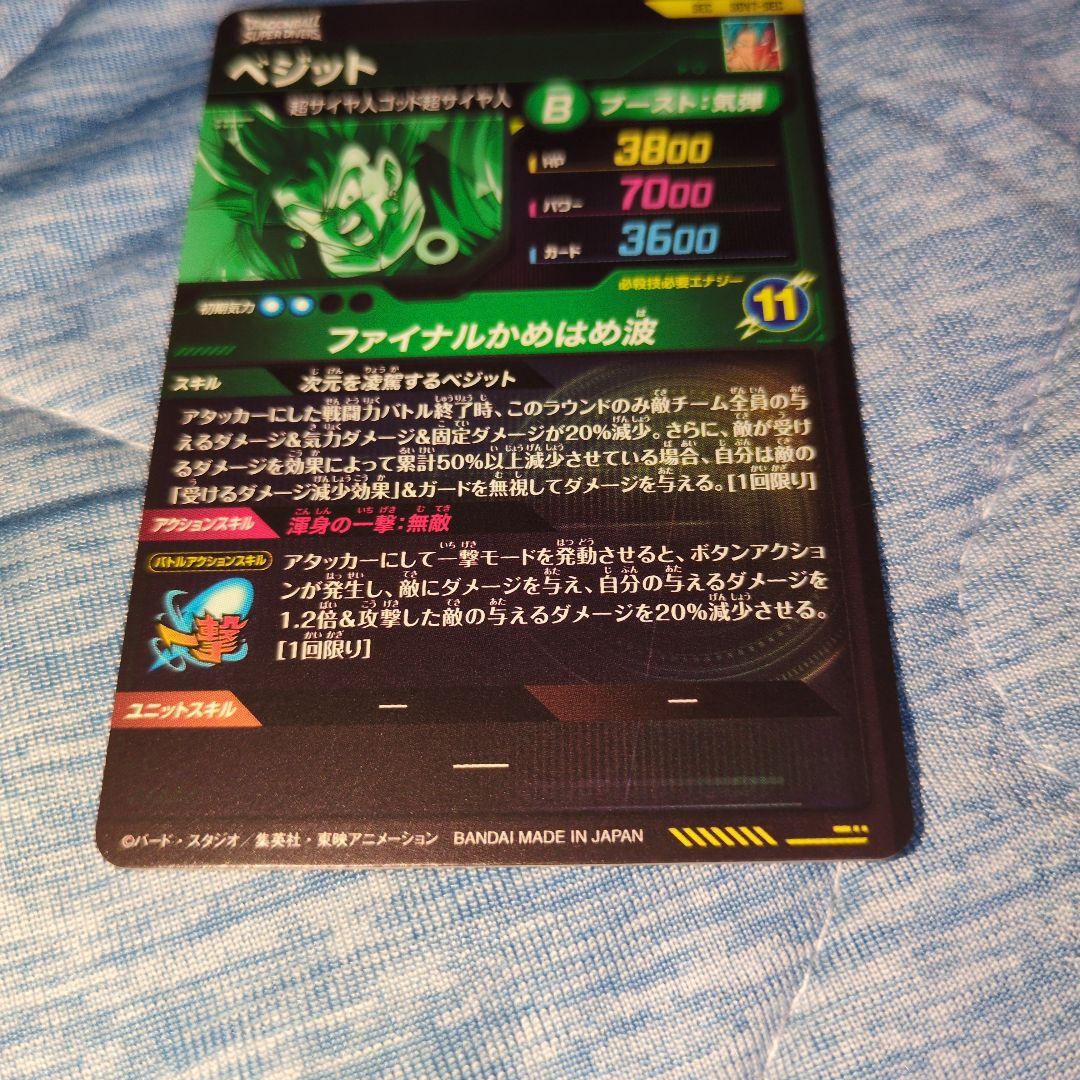 SUPER DIVERS
SEC
ベジット
超サイヤ人ゴッド超サイヤ人
B ブースト:気弾
HP 3800
パワー 7000
ガード 3600
初期気力
必殺技必要エナジー 11
ファイナルかめはめ波
スキル 次元を凌駕するベジット
アタッカーにした戦闘力バトル終了時、このラウンドのみ敵チーム全員の与
えるダメージ&気力ダメージ&固定ダメージが20%減少。さらに、敵が受け
るダメージを効果によって累計50%以上減少させている場合、自分は敵の
「受けるダメージ減少効果」&ガードを無視してダメージを与える。[1回限り]
アクションスキル 渾身の一撃:無敵
バトルアクションスキル
一撃
アタッカーにして一撃モードを発動させると、ボタンアクショ
ンが発生し、敵にダメージを与え、自分の与えるダメージを
1.2倍&攻撃した敵の与えるダメージを20%減少させる。
[1回限り]
ユニットスキル ー ー
ー
©バード・スタジオ/集英社・東映アニメーション BANDAI MADE IN JAPAN